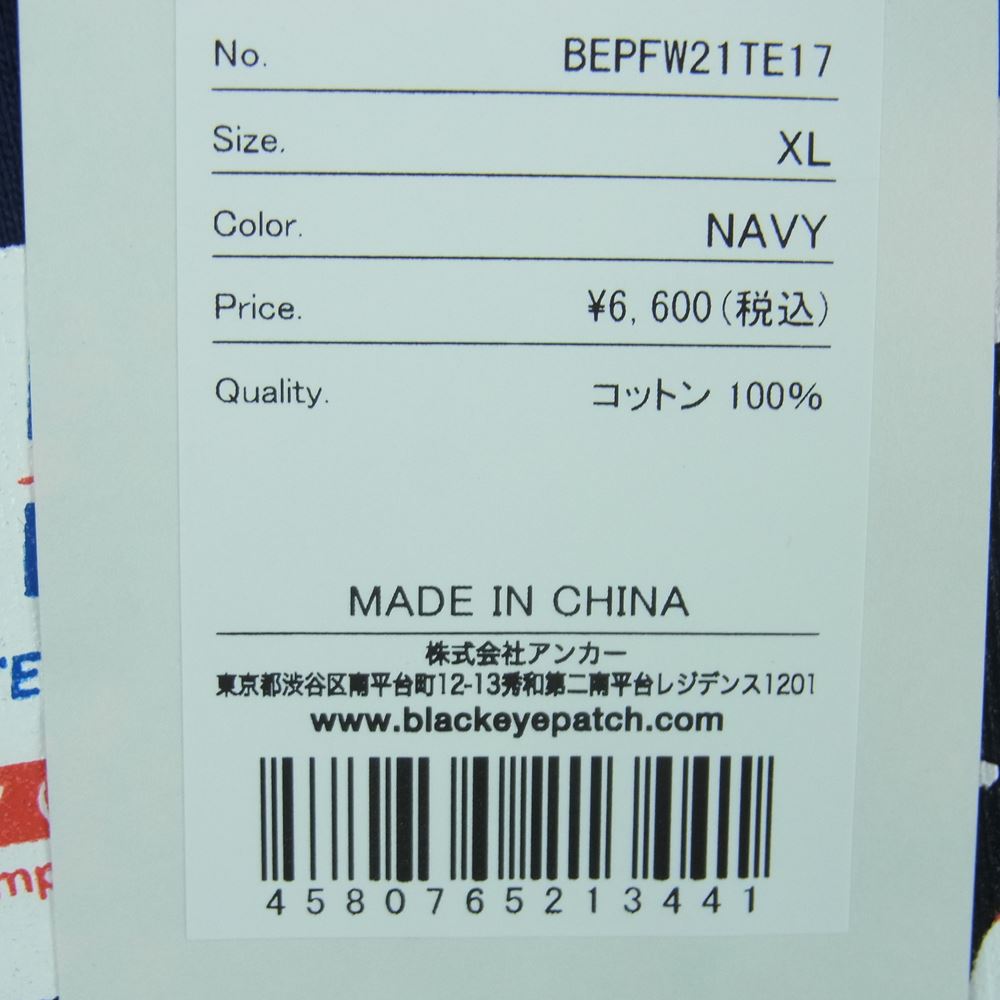 No. BEPFW21TE17
Size. XL
Color. NAVY
Price. ¥6,600(税込)
Quality. コットン 100%
MADE IN CHINA
株式会社アンカー
東京都渋谷区南平台町12-13秀和第二南平台レジデンス1201
www.blackeyepatch.com
4580765213441
TE
mp